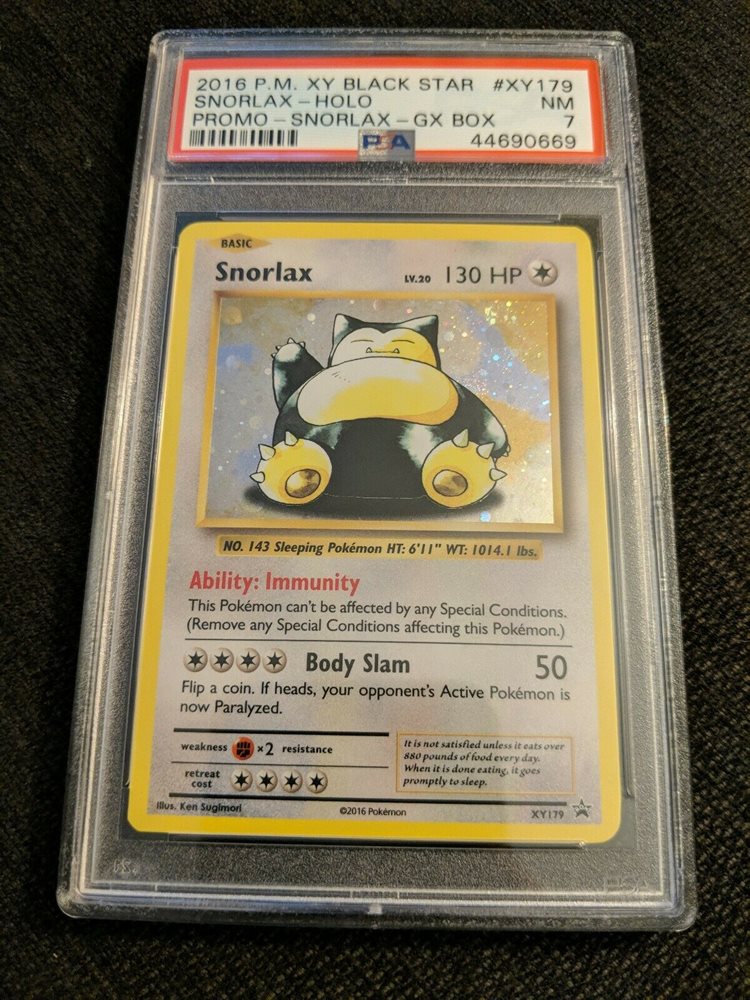 2016 P.M. XY BLACK STAR #XY179
SNORLAX-HOLO NM
PROMO-SNORLAX-GX BOX 7
PSA 44690669
BASIC
Snorlax LV.20 130 HP
NO. 143 Sleeping Pokémon HT: 6'11" WT: 1014.1 lbs.
Ability: Immunity
This Pokémon can't be affected by any Special Conditions.
(Remove any Special Conditions affecting this Pokémon.)
Body Slam 50
Flip a coin. If heads, your opponent's Active Pokémon is
now Paralyzed.
weakness ×2 resistance
retreat
cost
It is not satisfied unless it eats over
880 pounds of food every day.
When it is done eating, it goes
promptly to sleep.
Illus. Ken Sugimori ©2016 Pokémon XY179